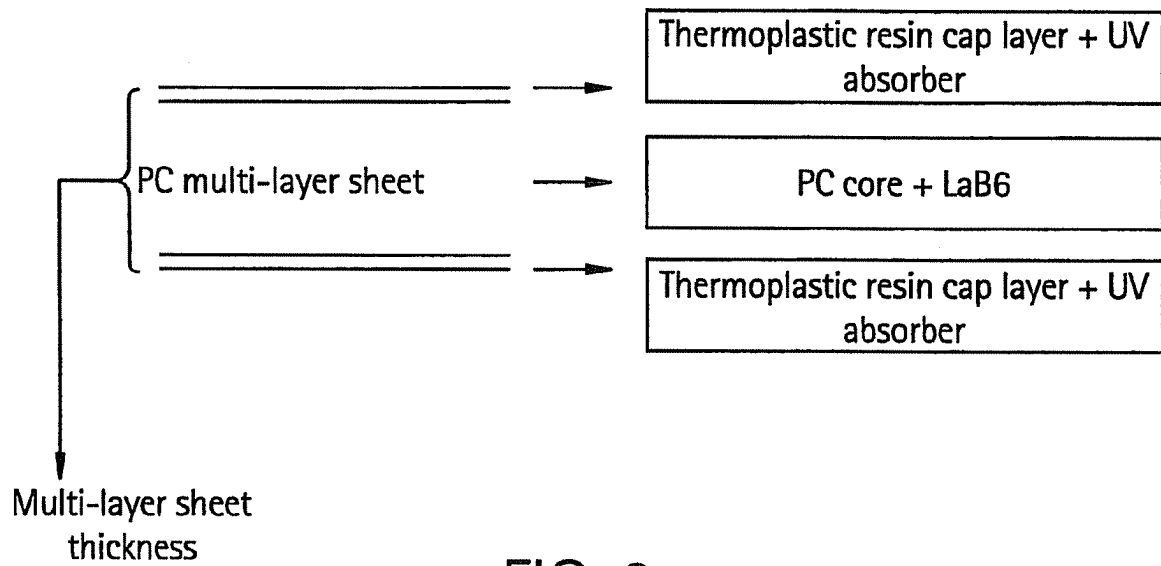 Thermoplastic resin cap layer + UV
absorber
PC multi-layer sheet
PC core + LaB6
Thermoplastic resin cap layer + UV
absorber
Multi-layer sheet
thickness
FIG.